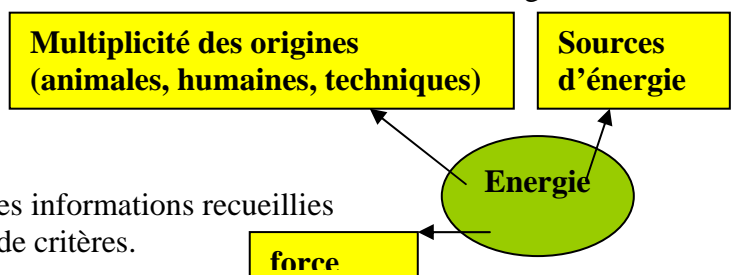 Multiplicité des origines
(animales, humaines, techniques)
Sources
d’énergie
Energie
es informations recueillies
de critères.
force